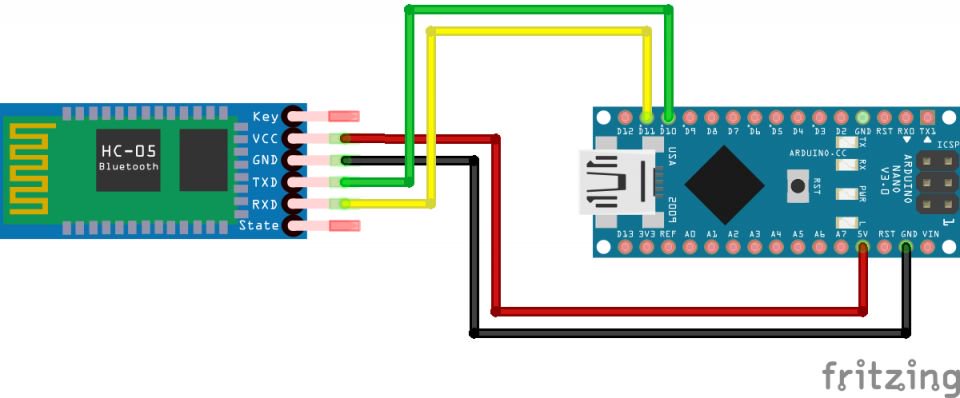 fritzing
VIN GND RST 5V A7 A6 A5 A4 A3 A2 A1 A0 REF 3V3 D13
L
1
PWR
RX
TX
ARDUINO
NANO
V3.0
ICSP
RST
ARDUINO.CC
2009
USA
TX1 RX0 RST GND D2 D3 D4 D5 D6 D7 D8 D9 D10 D11 D12
State
RXD
TXD
GND
VCC
Key
HC-05
Bluetooth